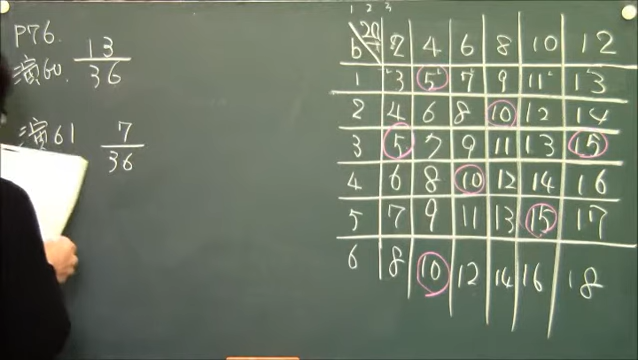 P76.
演60. 13/36
演61 7/36
1 2 3
b\2a 2 4 6 8 10 12
1 3 5 7 9 11 13
2 4 6 8 10 12 14
3 5 7 9 11 13 15
4 6 8 10 12 14 16
5 7 9 11 13 15 17
6 8 10 12 14 16 18